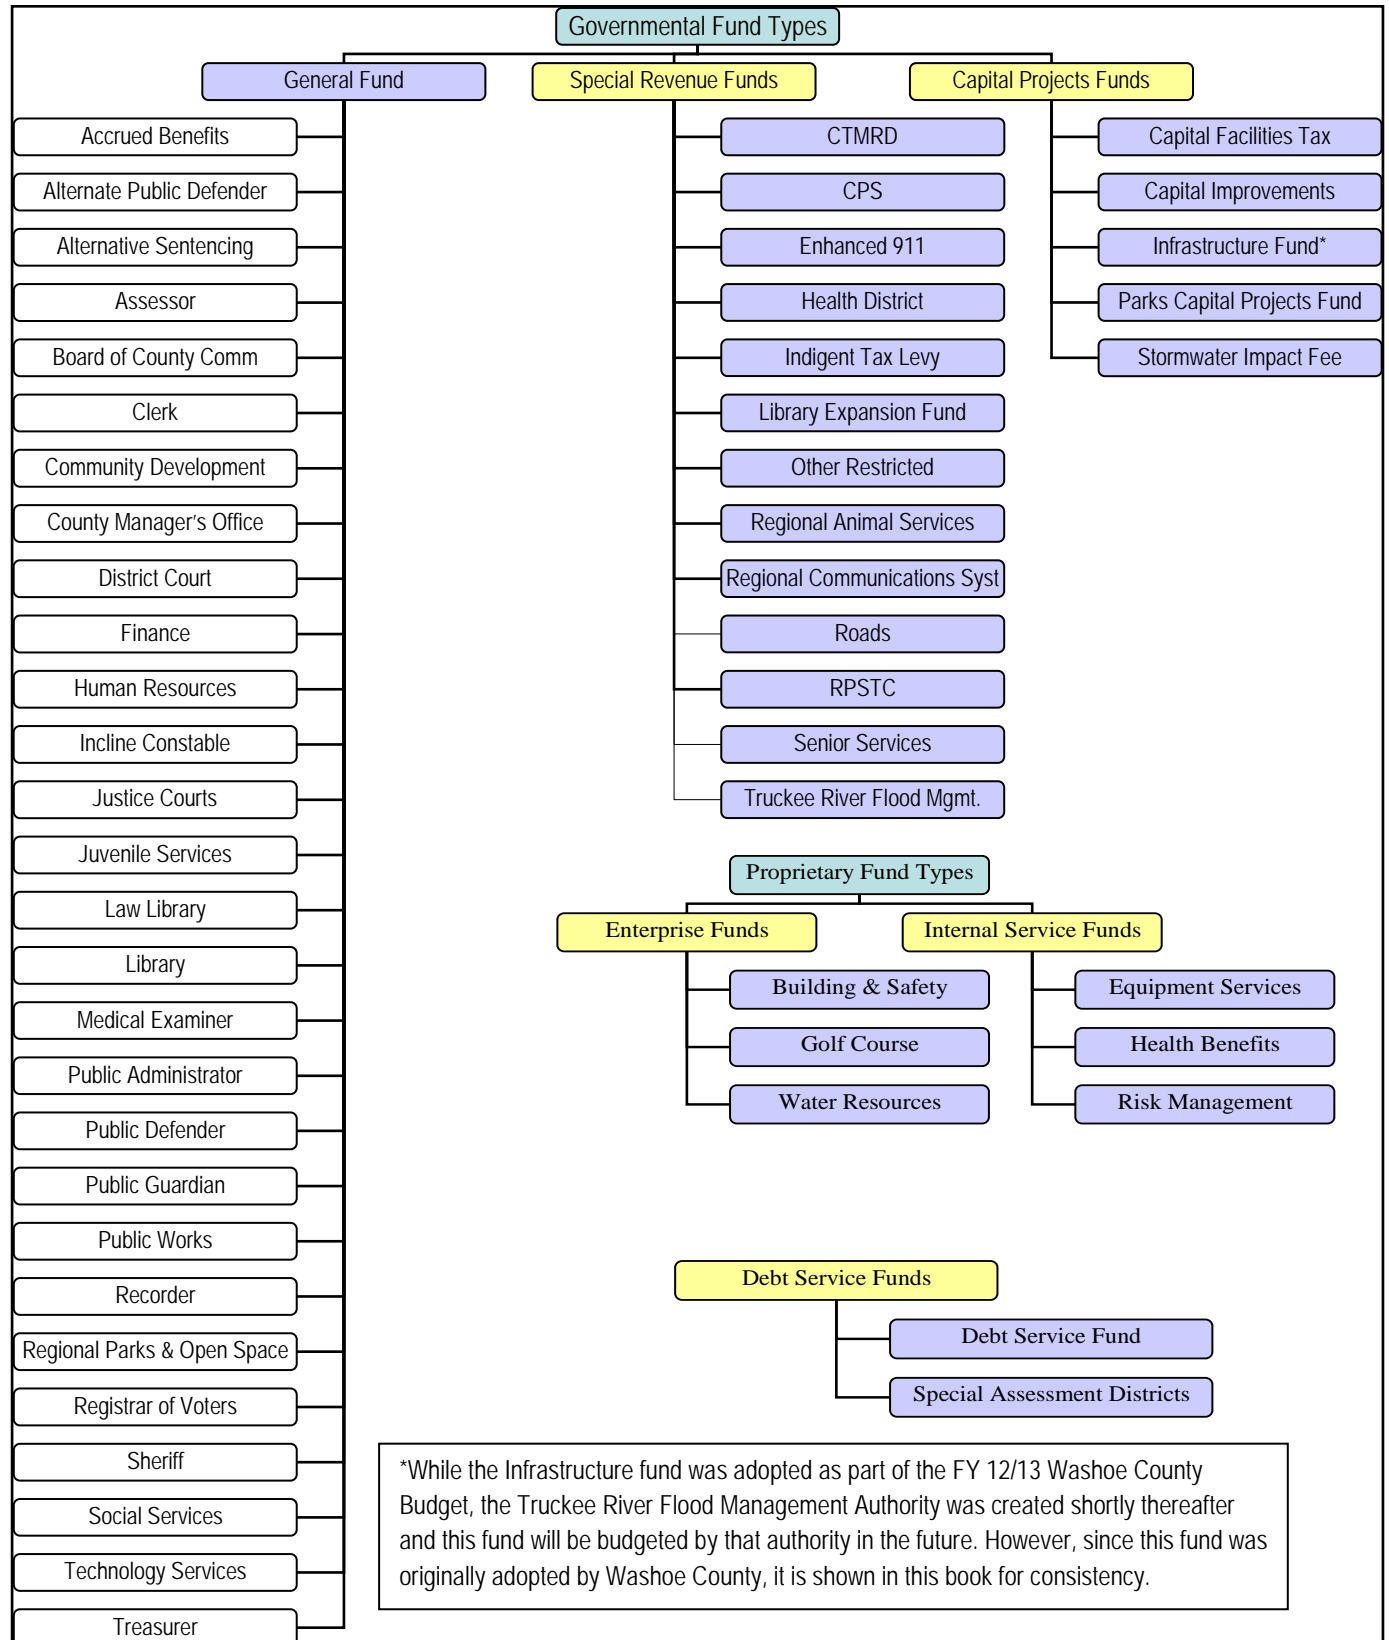 Governmental Fund Types
General Fund
Special Revenue Funds
Capital Projects Funds
Accrued Benefits
Alternate Public Defender
Alternative Sentencing
Assessor
Board of County Comm
Clerk
Community Development
County Manager’s Office
District Court
Finance
Human Resources
Incline Constable
Justice Courts
Juvenile Services
Law Library
Library
Medical Examiner
Public Administrator
Public Defender
Public Guardian
Public Works
Recorder
Regional Parks & Open Space
Registrar of Voters
Sheriff
Social Services
Technology Services
Treasurer
CTMRD
CPS
Enhanced 911
Health District
Indigent Tax Levy
Library Expansion Fund
Other Restricted
Regional Animal Services
Regional Communications Syst
Roads
RPSTC
Senior Services
Truckee River Flood Mgmt.
Capital Facilities Tax
Capital Improvements
Infrastructure Fund*
Parks Capital Projects Fund
Stormwater Impact Fee
Proprietary Fund Types
Enterprise Funds
Internal Service Funds
Building & Safety
Golf Course
Water Resources
Equipment Services
Health Benefits
Risk Management
Debt Service Funds
Debt Service Fund
Special Assessment Districts
*While the Infrastructure fund was adopted as part of the FY 12/13 Washoe County
Budget, the Truckee River Flood Management Authority was created shortly thereafter
and this fund will be budgeted by that authority in the future. However, since this fund was
originally adopted by Washoe County, it is shown in this book for consistency.